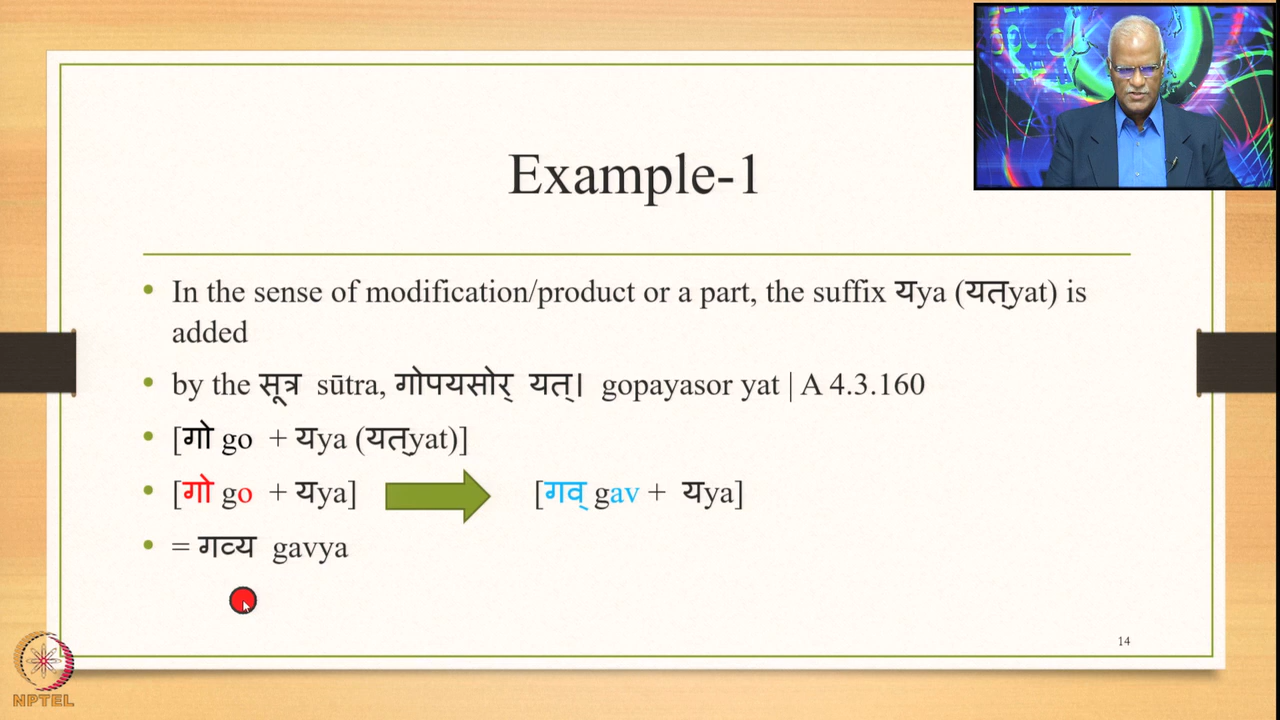 Example-1
In the sense of modification/product or a part, the suffix यya (यत्yat) is
added
by the सूत्र sūtra, गोपयसोर् यत्। gopayasor yat | A 4.3.160
[गो go + यya (यत्yat)]
[गो go + यya] [गव् gav + यya]
= गव्य gavya
14
NPTEL